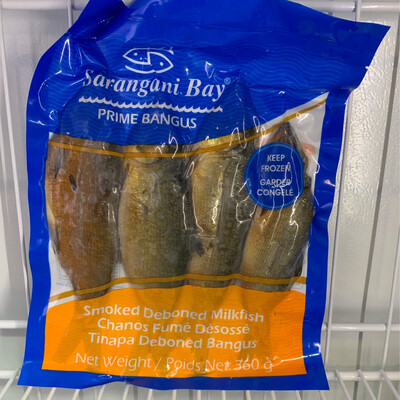 Sarangani Bay®
PRIME BANGUS
KEEP
FROZEN
GARDER
CONGELÉ
Smoked Deboned Milkfish
Chanos Fumé Désossé
Tinapa Deboned Bangus
Net Weight / Poids Net 360 g